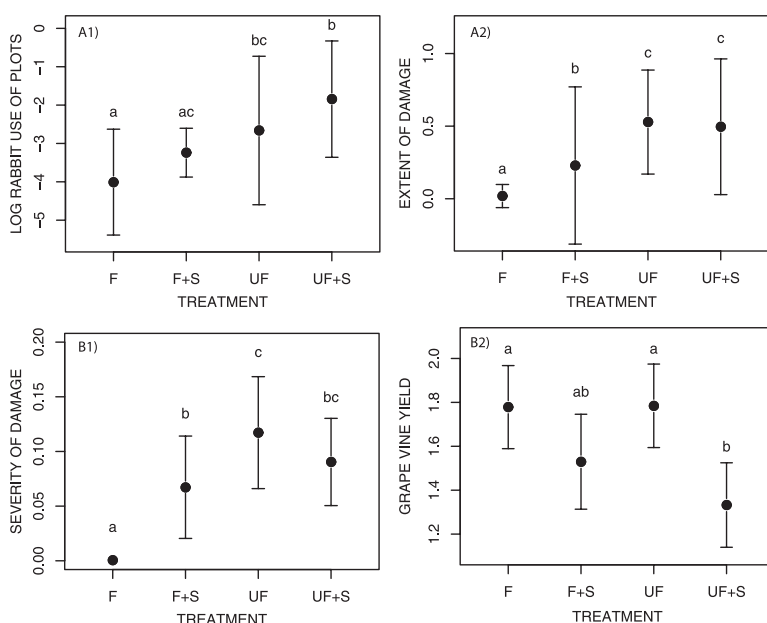 A1)
LOG RABBIT USE OF PLOTS
0
−1
−2
−3
−4
−5
a
ac
bc
b
F
F+S
UF
UF+S
TREATMENT
A2)
EXTENT OF DAMAGE
1.0
0.5
0.0
a
b
c
c
F
F+S
UF
UF+S
TREATMENT
B1)
SEVERITY OF DAMAGE
0.20
0.15
0.10
0.05
0.00
a
b
c
bc
F
F+S
UF
UF+S
TREATMENT
B2)
GRAPE VINE YIELD
2.0
1.8
1.6
1.4
1.2
a
ab
a
b
F
F+S
UF
UF+S
TREATMENT